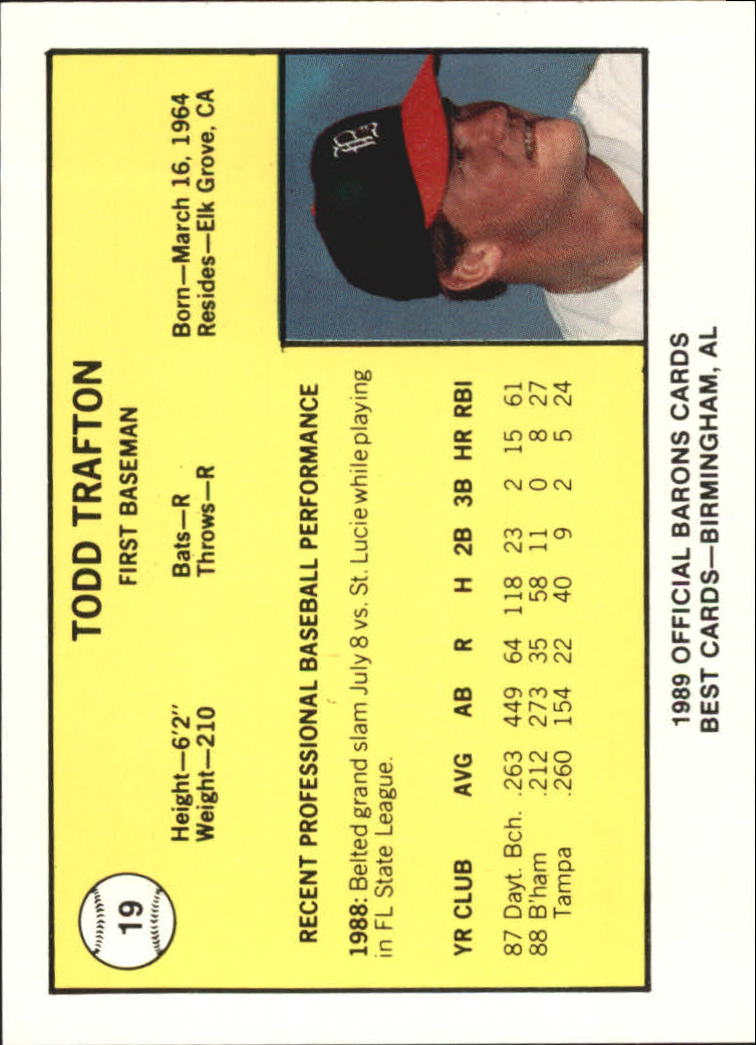 19
TODD TRAFTON
FIRST BASEMAN
Height—6'2" Bats—R Born—March 16, 1964
Weight—210 Throws—R Resides—Elk Grove, CA
RECENT PROFESSIONAL BASEBALL PERFORMANCE
1988: Belted grand slam July 8 vs. St. Lucie while playing
in FL State League.
YR CLUB AVG AB R H 2B 3B HR RBI
87 Dayt. Bch. .263 449 64 118 23 2 15 61
88 B'ham .212 273 35 58 11 0 8 27
Tampa .260 154 22 40 9 2 5 24
B
1989 OFFICIAL BARONS CARDS
BEST CARDS—BIRMINGHAM, AL